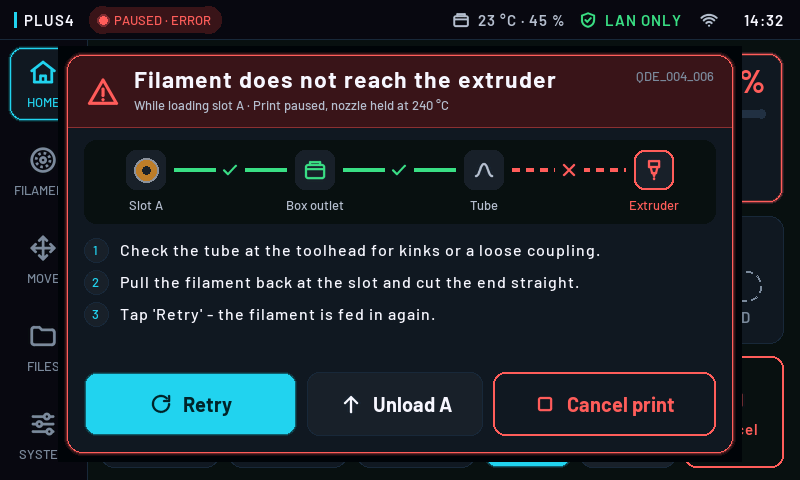 PLUS4
PAUSED · ERROR
23 °C · 45 %
LAN ONLY
14:32
HOME
FILAME
MOVE
FILES
SYSTE
%
D
cel
Filament does not reach the extruder
QDE_004_006
While loading slot A · Print paused, nozzle held at 240 °C
Slot A
Box outlet
Tube
Extruder
1 Check the tube at the toolhead for kinks or a loose coupling.
2 Pull the filament back at the slot and cut the end straight.
3 Tap 'Retry' - the filament is fed in again.
Retry
Unload A
Cancel print